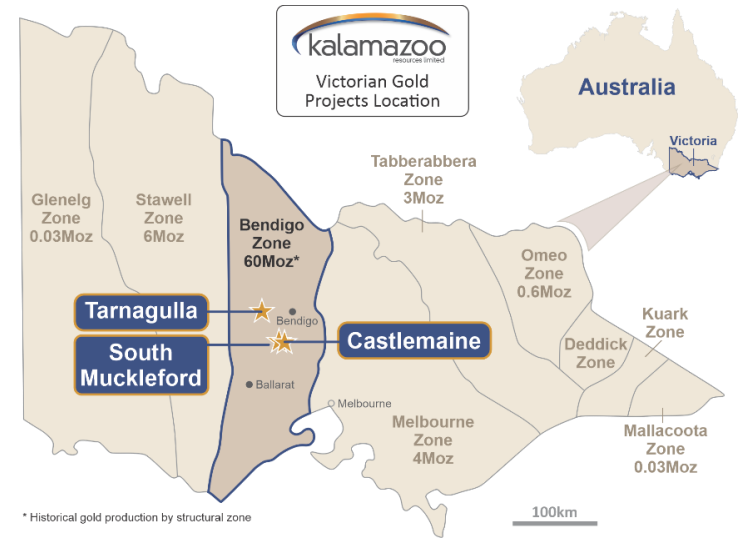 kalamazoo
resources limited
Victorian Gold
Projects Location
Australia
Victoria
Tabberabbera
Zone
3Moz
Glenelg
Zone
0.03Moz
Stawell
Zone
6Moz
Bendigo
Zone
60Moz*
Omeo
Zone
0.6Moz
Tarnagulla
Bendigo
Kuark
Zone
South
Muckleford
Castlemaine
Deddick
Zone
Ballarat
Melbourne
Melbourne
Zone
4Moz
Mallacoota
Zone
0.03Moz
* Historical gold production by structural zone
100km